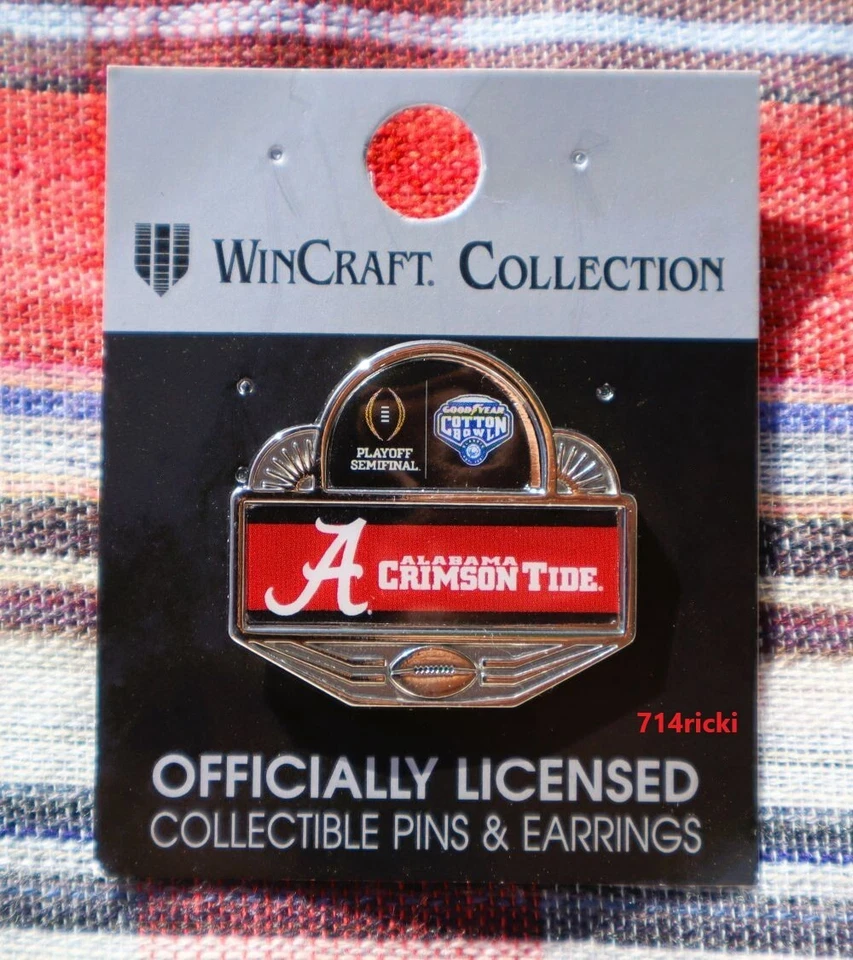 WINCRAFT® COLLECTION
PLAYOFF
SEMIFINAL
GOODYEAR
COTTON
BOWL
A
ALABAMA
CRIMSON TIDE
714ricki
OFFICIALLY LICENSED
COLLECTIBLE PINS & EARRINGS